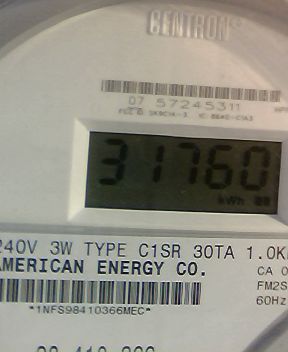 CENTRON®
07 57245311
31760
kWh
240V 3W TYPE C1SR 30TA 1.0K
AMERICAN ENERGY CO.
CA 0
FM2S
60Hz
*1NFS98410366MEC*